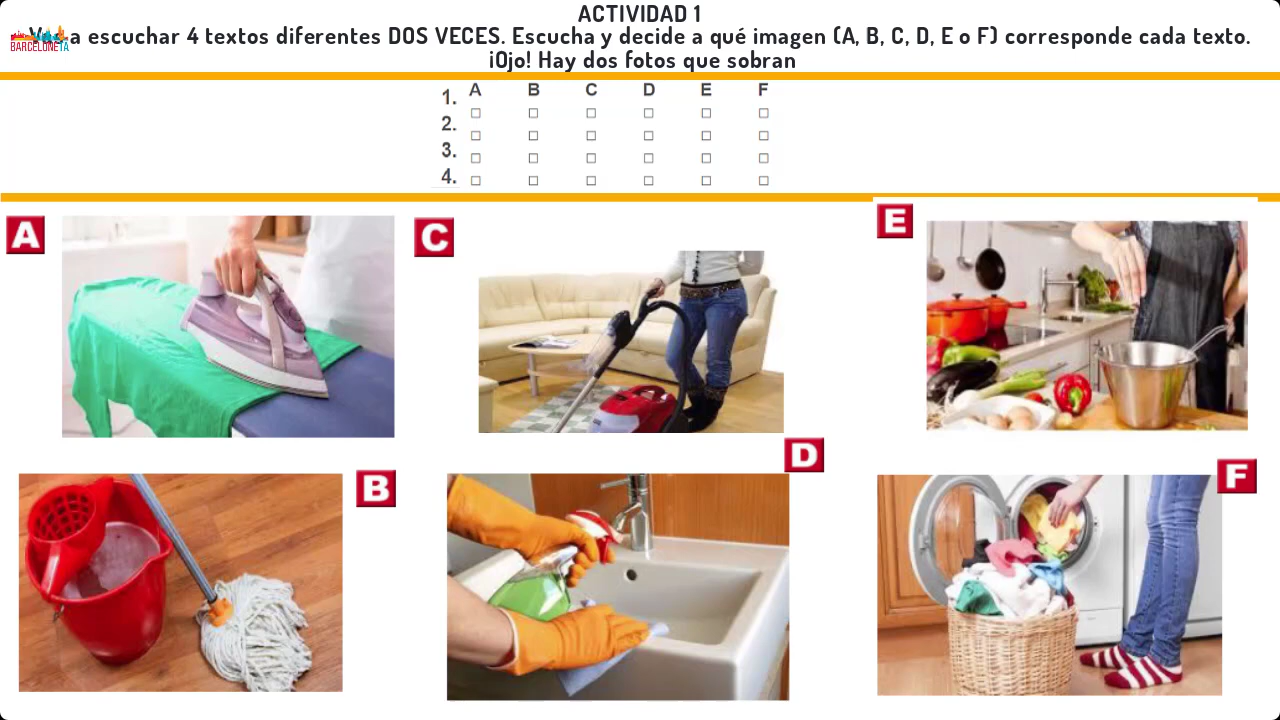 ACTIVIDAD 1
a escuchar 4 textos diferentes DOS VECES. Escucha y decide a qué imagen (A, B, C, D, E o F) corresponde cada texto.
¡Ojo! Hay dos fotos que sobran
BARCELONETA
A B C D E F
1.
2.
3.
4.
A
C
E
B
D
F